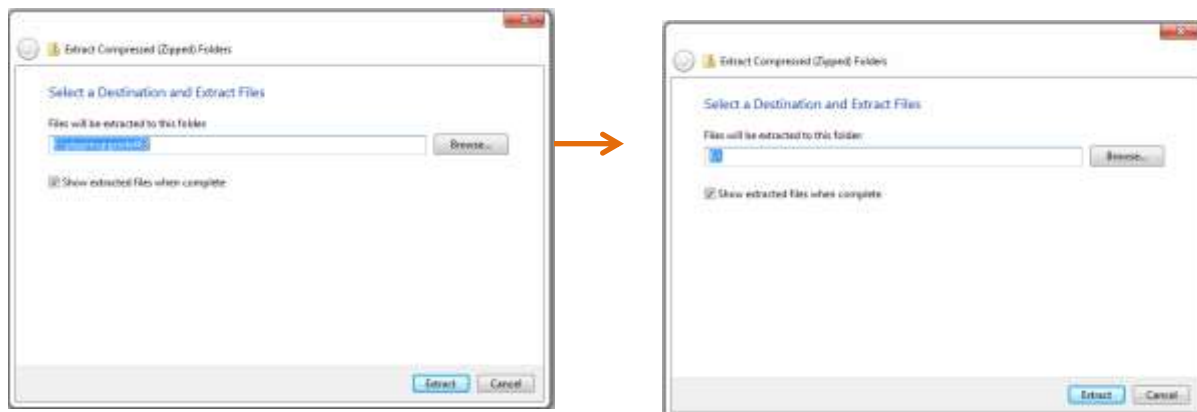 Extract Compressed (Zipped) Folders
Select a Destination and Extract Files
Files will be extracted to this folder:
Browse...
Show extracted files when complete
Extract
Cancel
Extract Compressed (Zipped) Folders
Select a Destination and Extract Files
Files will be extracted to this folder:
Browse...
Show extracted files when complete
Extract
Cancel